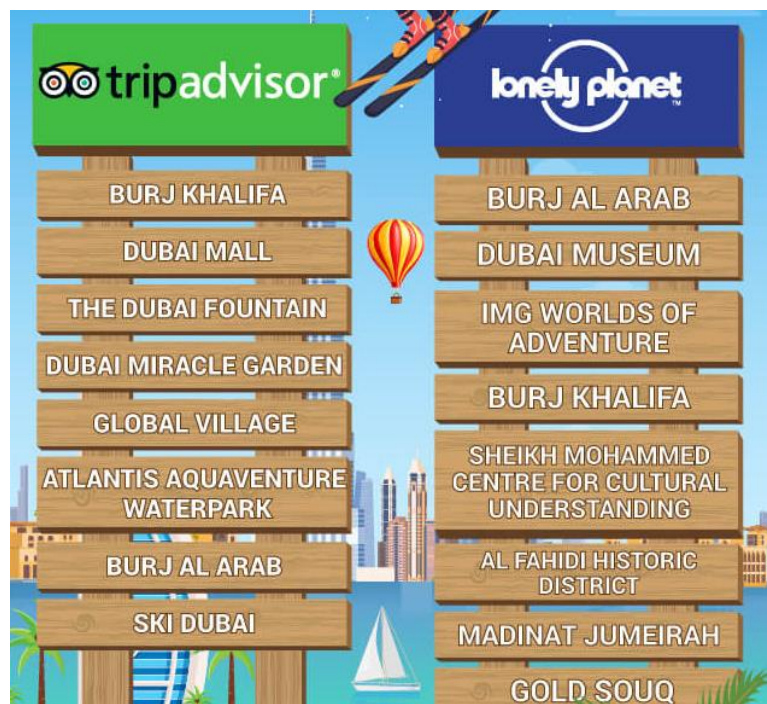 tripadvisor®
BURJ KHALIFA
DUBAI MALL
THE DUBAI FOUNTAIN
DUBAI MIRACLE GARDEN
GLOBAL VILLAGE
ATLANTIS AQUAVENTURE
WATERPARK
BURJ AL ARAB
SKI DUBAI
lonely planet™
BURJ AL ARAB
DUBAI MUSEUM
IMG WORLDS OF
ADVENTURE
BURJ KHALIFA
SHEIKH MOHAMMED
CENTRE FOR CULTURAL
UNDERSTANDING
AL FAHIDI HISTORIC
DISTRICT
MADINAT JUMEIRAH
GOLD SOUQ